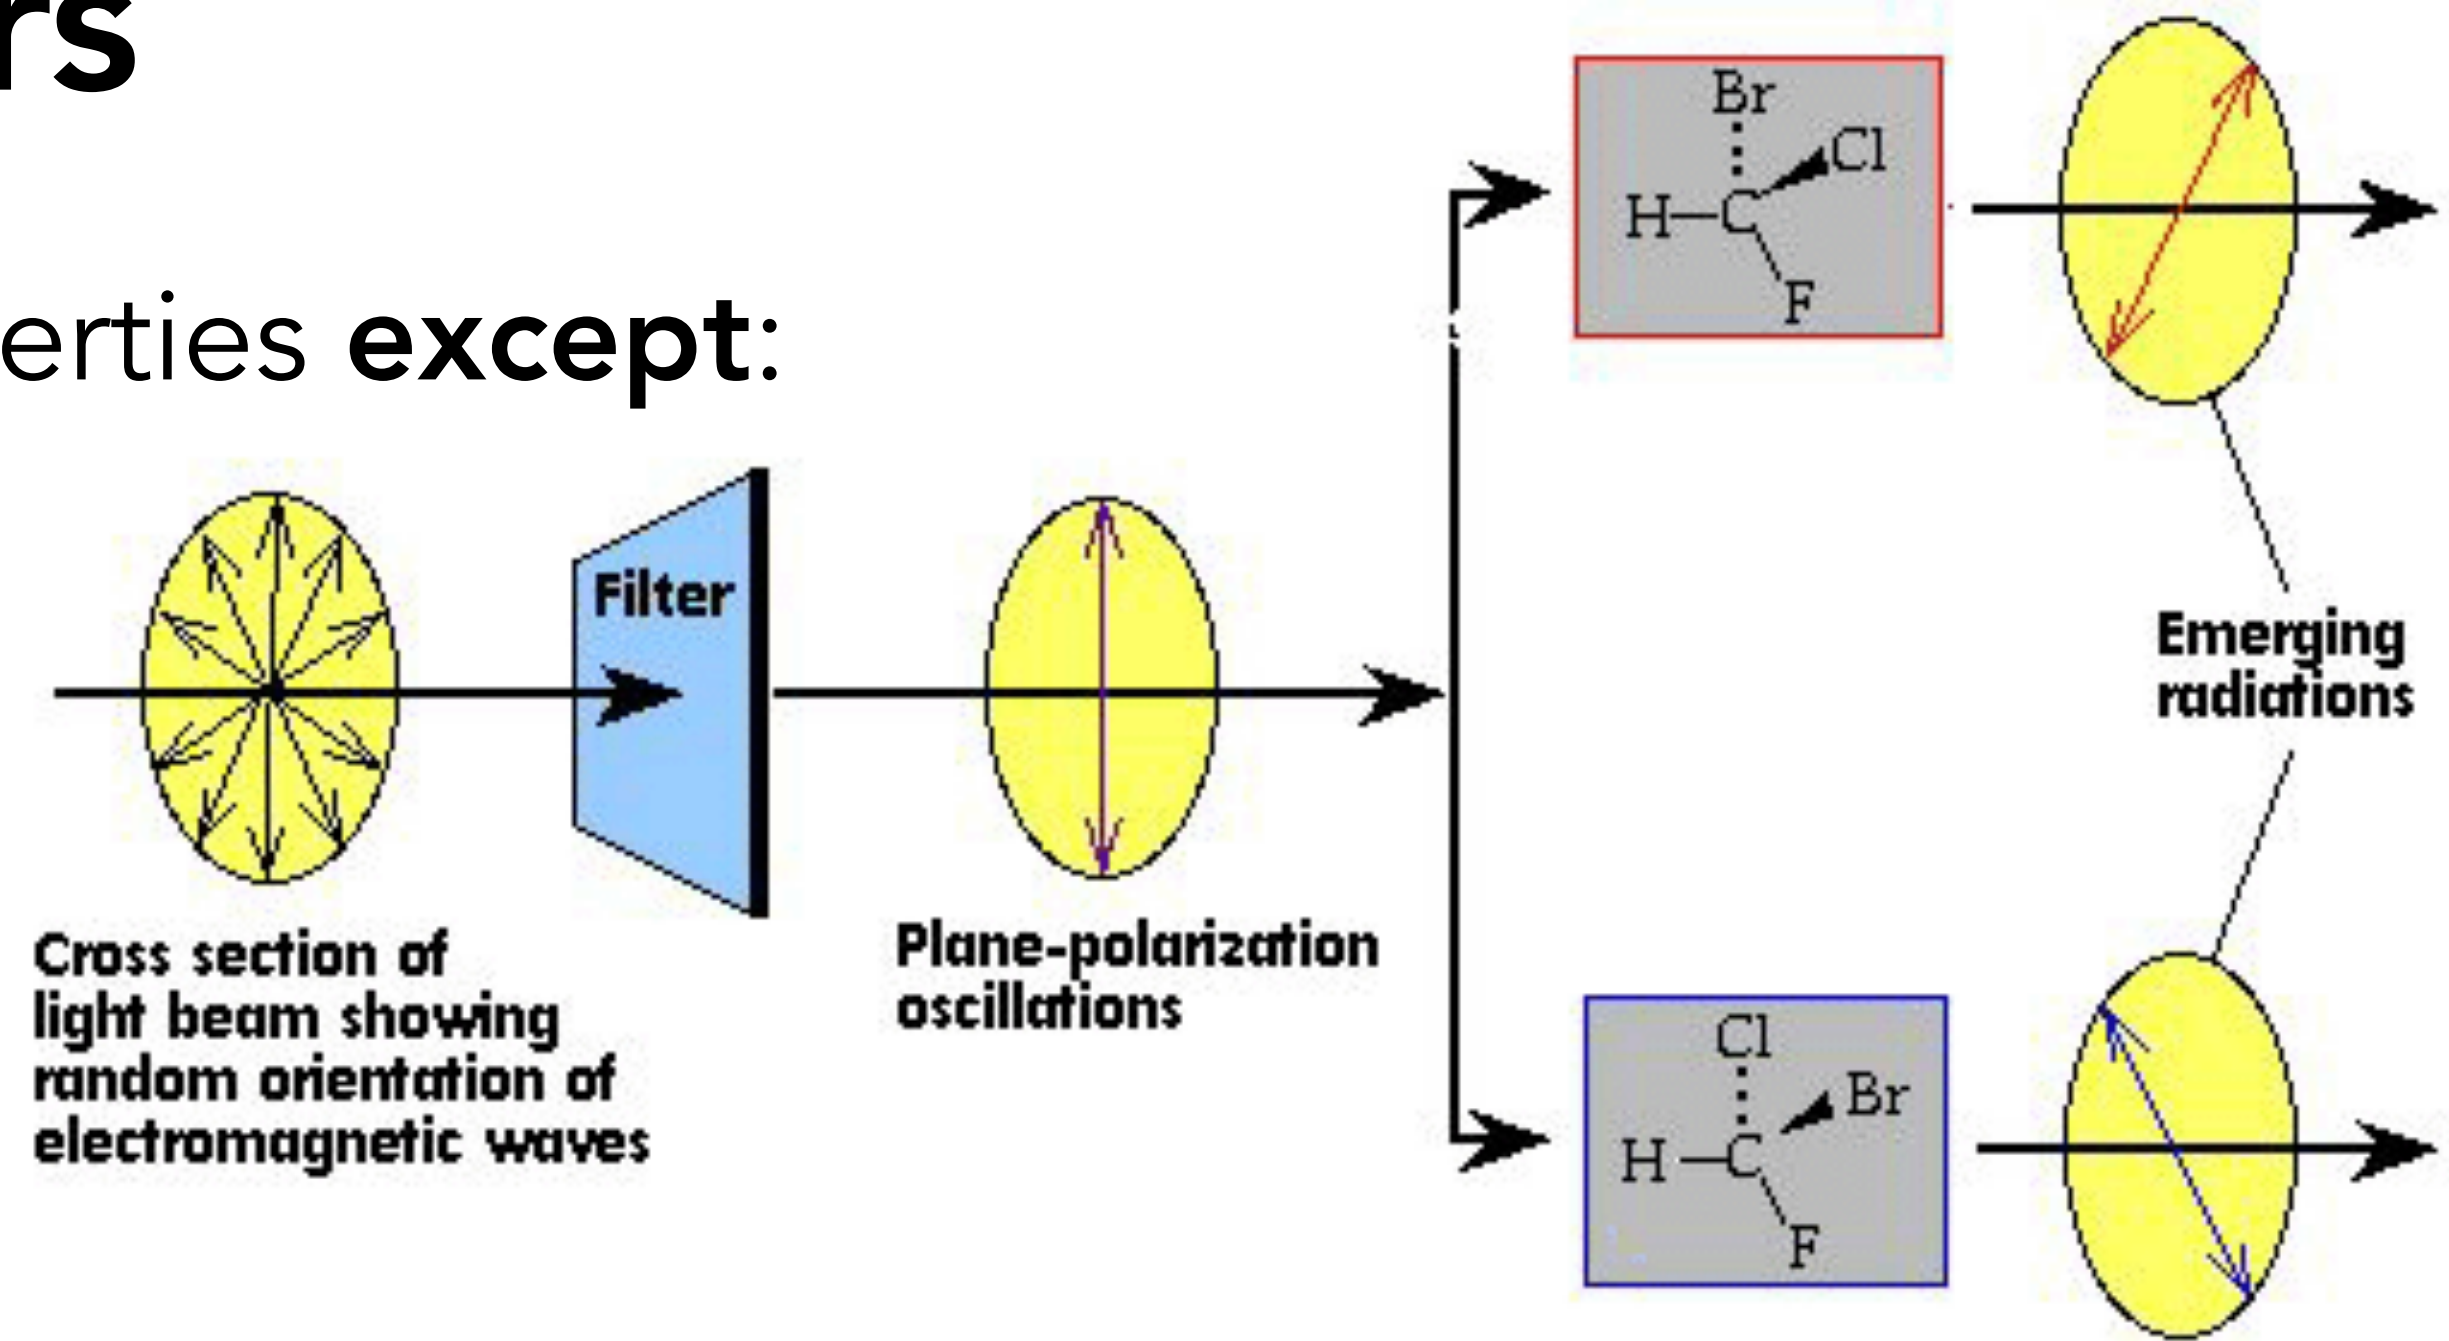 rs
erties except:
Br
Cl
H-C
F
Filter
Emerging
radiations
Cross section of
light beam showing
random orientation of
electromagnetic waves
Plane-polarization
oscillations
Cl
Br
H-C
F